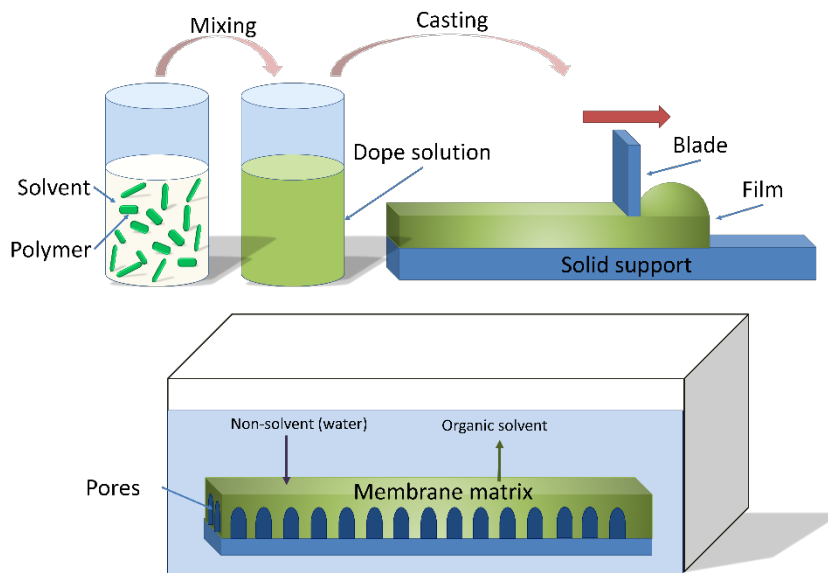 Mixing
Casting
Solvent
Polymer
Dope solution
Blade
Film
Solid support
Non-solvent (water)
Organic solvent
Pores
Membrane matrix